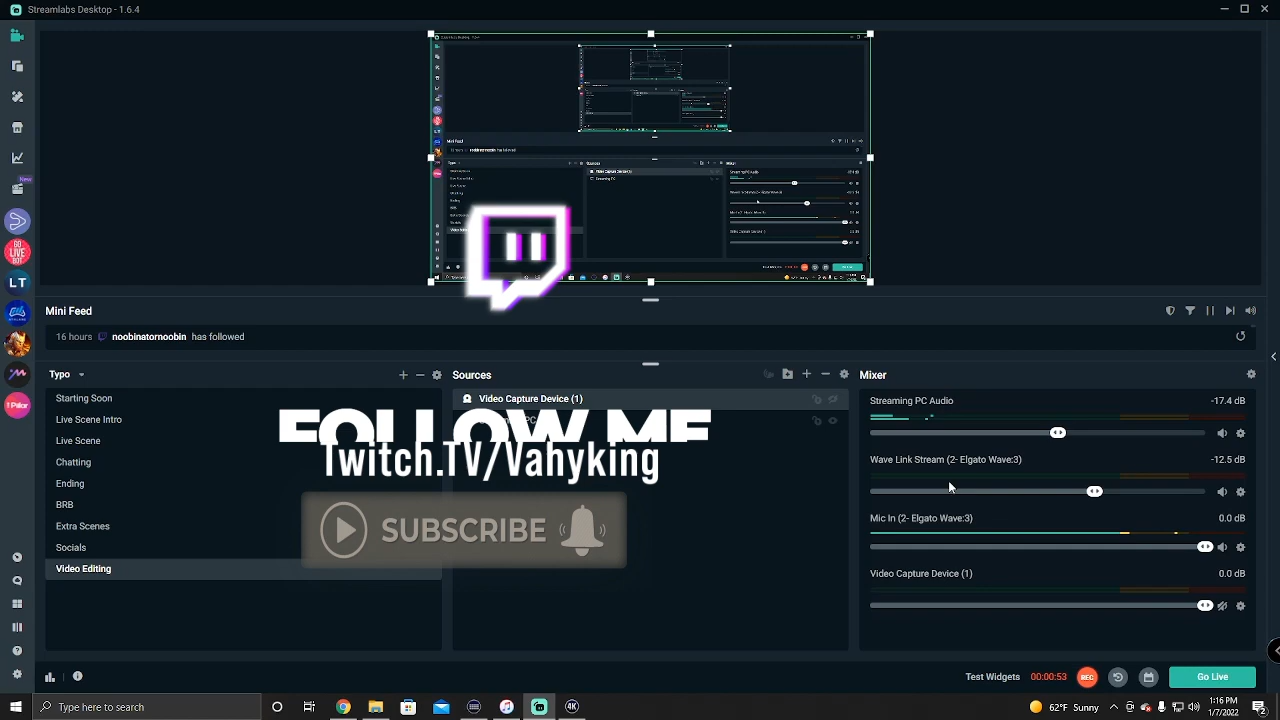 Streamlabs Desktop - 1.6.4
Mini Feed
16 hours noobinatornoobin has followed
Typo
Starting Soon
Live Scene Intro
Live Scene
Chatting
Ending
BRB
Extra Scenes
Socials
Video Editing
Sources
Video Capture Device (1)
Mixer
Streaming PC Audio -17.4 dB
Wave Link Stream (2- Elgato Wave:3) -12.5 dB
Mic In (2- Elgato Wave:3) 0.0 dB
Video Capture Device (1) 0.0 dB
FOLLOW ME
Twitch.TV/Vahyking
SUBSCRIBE
Test Widgets 00:00:53 REC Go Live
Type here to search
4K
62°F Sunny
1:16 PM
1/7/2022